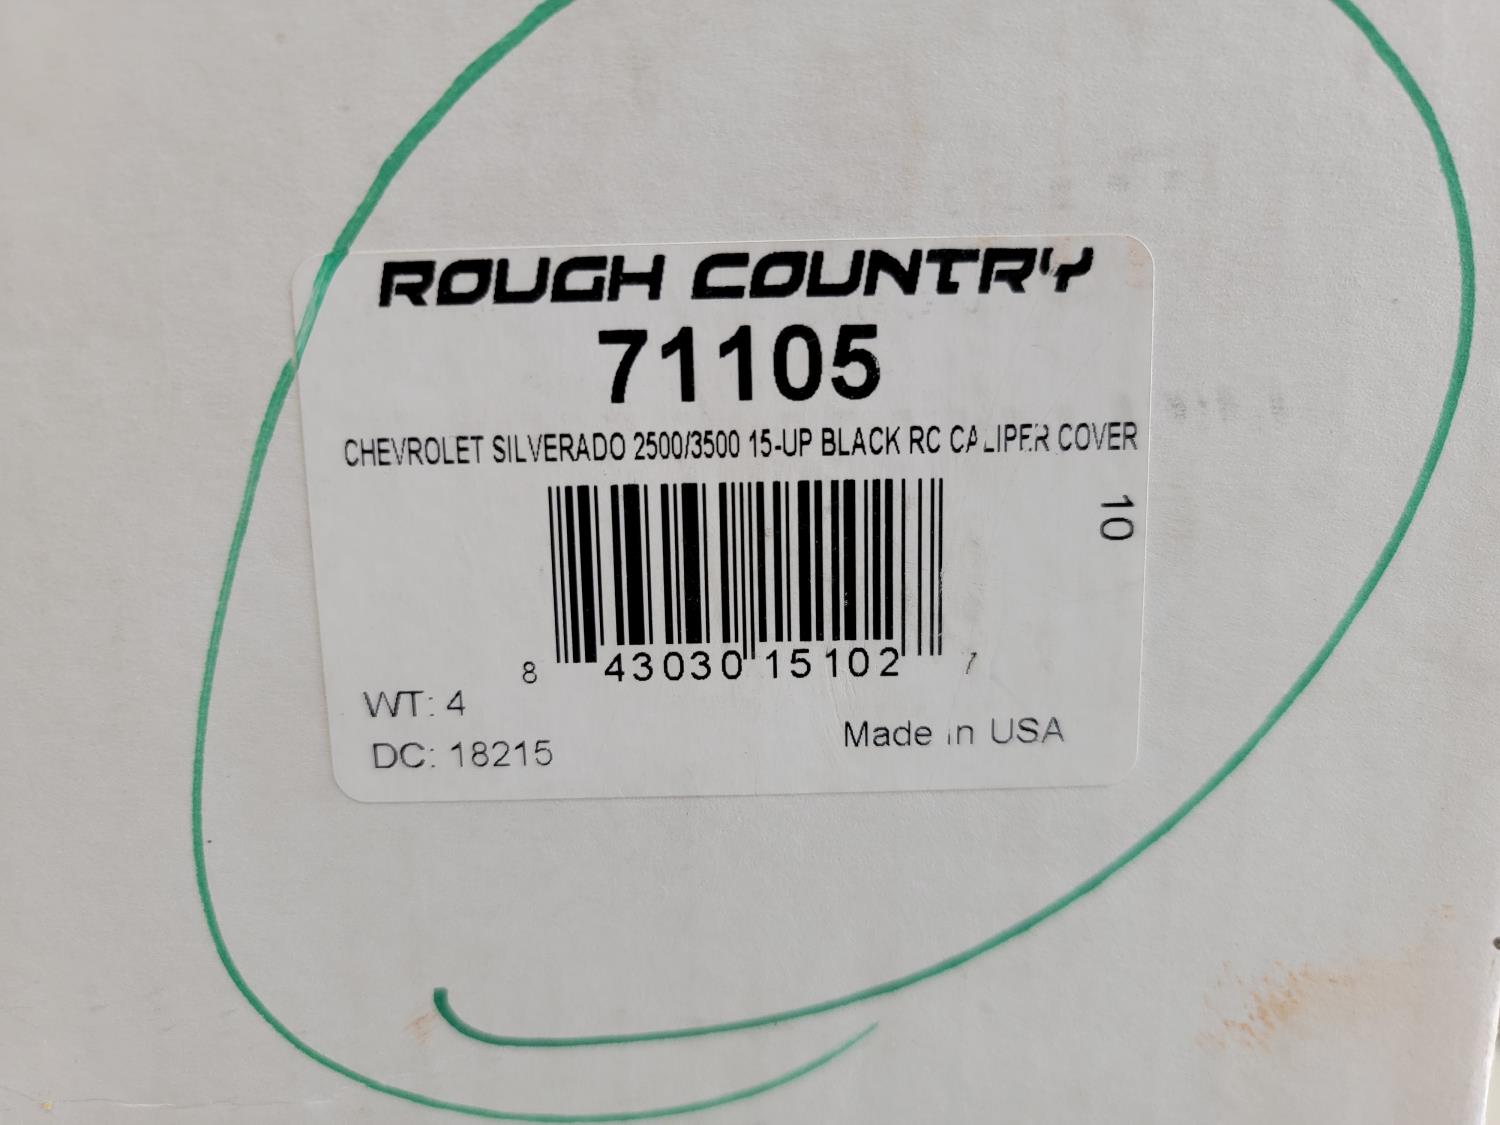 ROUGH COUNTRY
71105
CHEVROLET SILVERADO 2500/3500 15-UP BLACK RC CALIPER COVER
10
8 43030 15102 7
WT: 4
DC: 18215
Made in USA